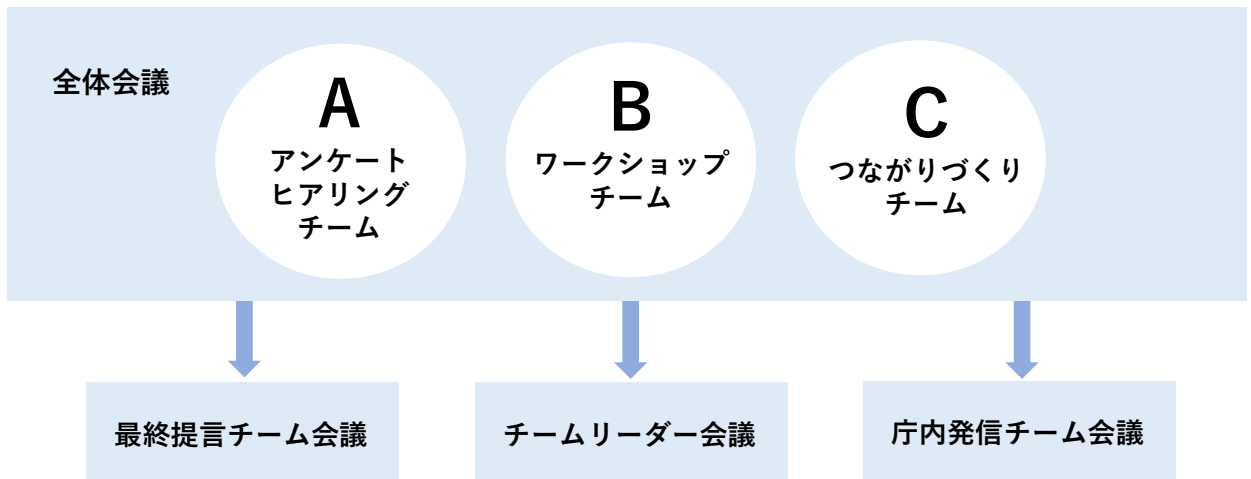 全体会議
A
アンケート
ヒアリング
チーム
B
ワークショップ
チーム
C
つながりづくり
チーム
最終提言チーム会議
チームリーダー会議
庁内発信チーム会議